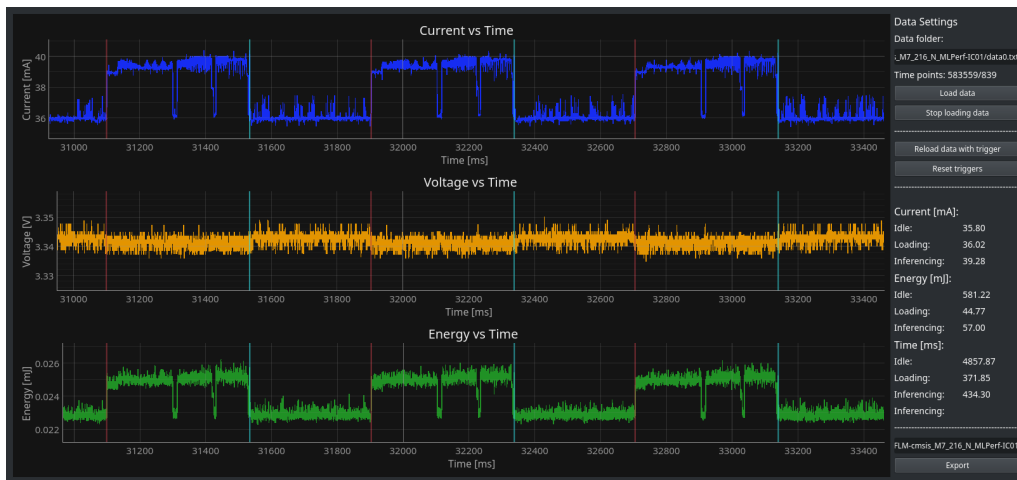 Current vs Time
Current [mA]
40
38
36
31000 31200 31400 31600 31800 32000 32200 32400 32600 32800 33000 33200 33400
Time [ms]
Voltage vs Time
Voltage [V]
3.35
3.34
3.33
31000 31200 31400 31600 31800 32000 32200 32400 32600 32800 33000 33200 33400
Time [ms]
Energy vs Time
Energy [mJ]
0.026
0.024
0.022
31000 31200 31400 31600 31800 32000 32200 32400 32600 32800 33000 33200 33400
Time [ms]
Data Settings
Data folder:
_M7_216_N_MLPerf-IC01/data0.txt
Time points: 583559/839
Load data
Stop loading data
Reload data with trigger
Reset triggers
Current [mA]:
Idle: 35.80
Loading: 36.02
Inferencing: 39.28
Energy [mJ]:
Idle: 581.22
Loading: 44.77
Inferencing: 57.00
Time [ms]:
Idle: 4857.87
Loading: 371.85
Inferencing: 434.30
Inferencing:
FLM-cmsis_M7_216_N_MLPerf-IC01
Export